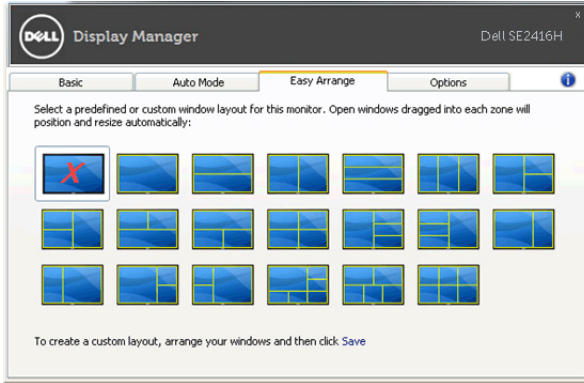 x
DELL Display Manager Dell SE2416H
Basic Auto Mode Easy Arrange Options i
Select a predefined or custom window layout for this monitor. Open windows dragged into each zone will
position and resize automatically:
X
To create a custom layout, arrange your windows and then click Save